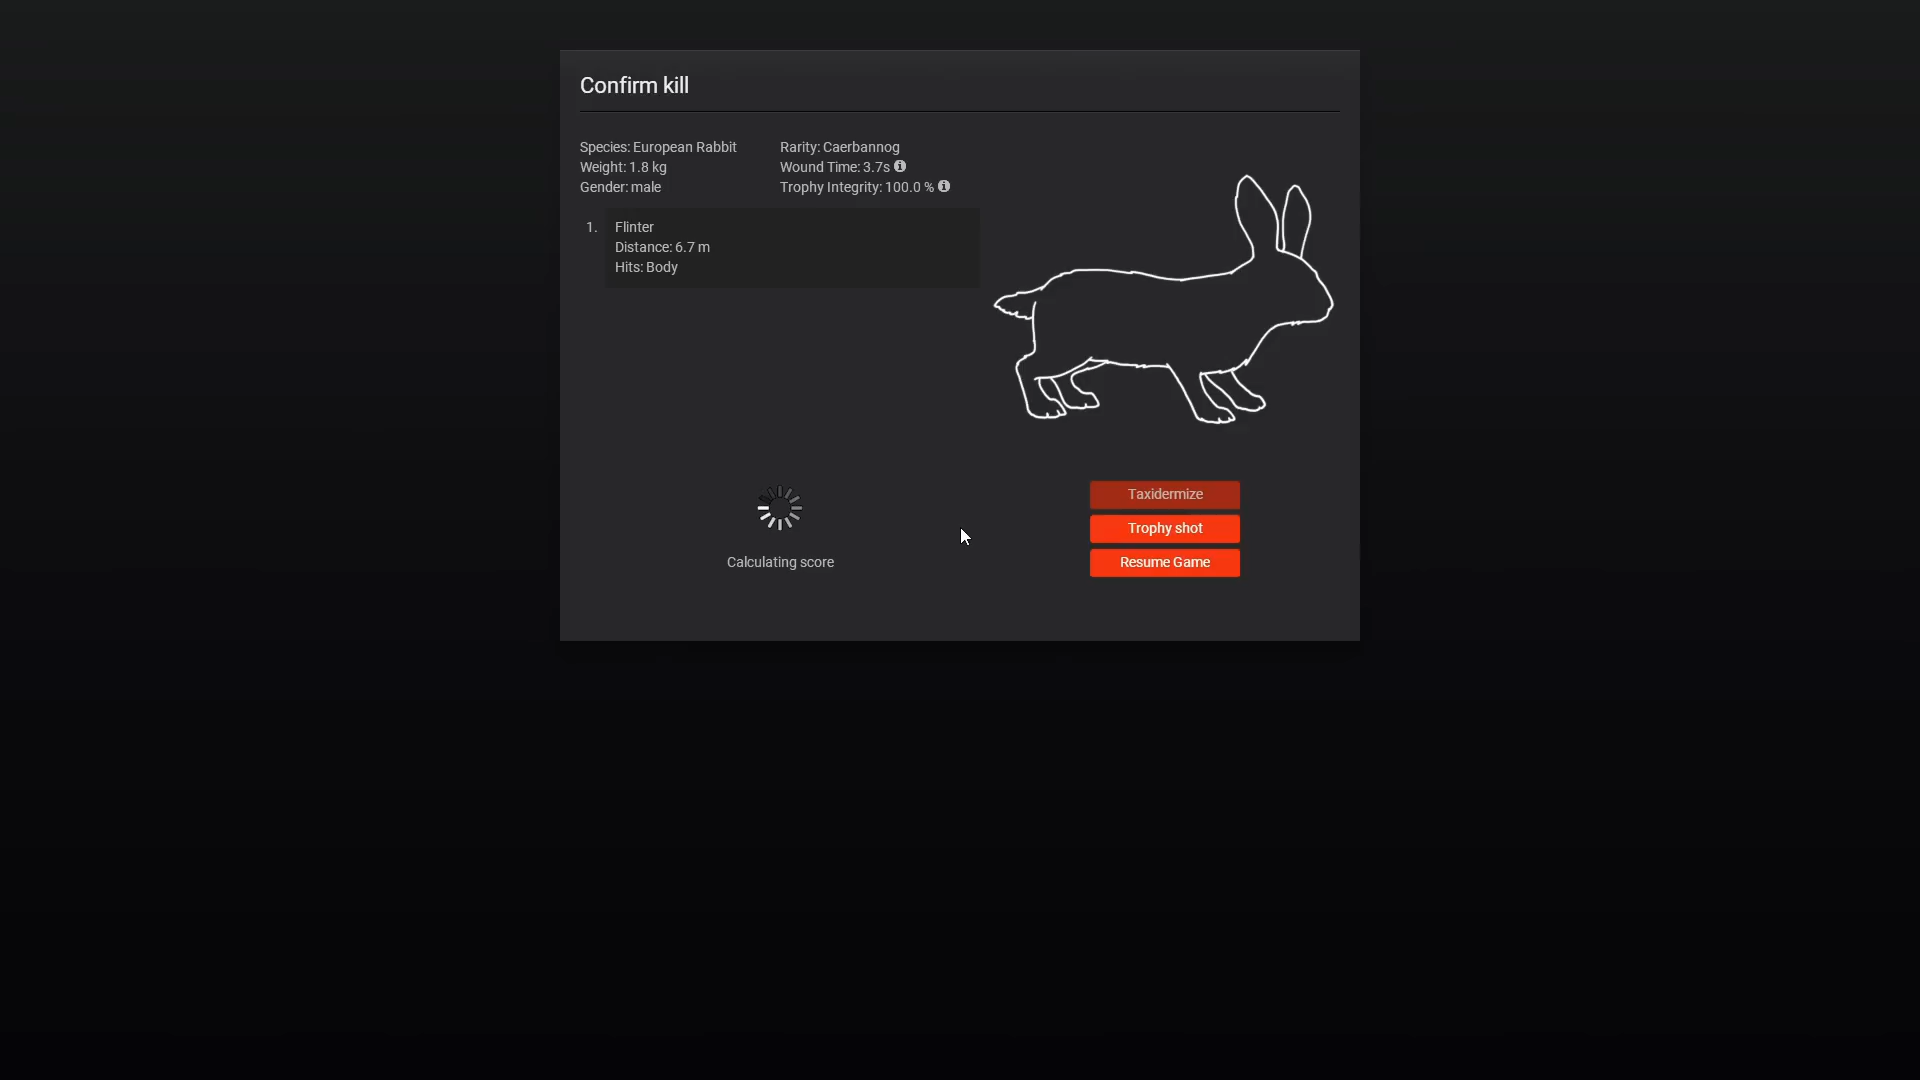 Confirm kill
Species: European Rabbit
Weight: 1.8 kg
Gender: male
Rarity: Caerbannog
Wound Time: 3.7s
Trophy Integrity: 100.0 %
1. Flinter
Distance: 6.7 m
Hits: Body
Calculating score
Taxidermize
Trophy shot
Resume Game